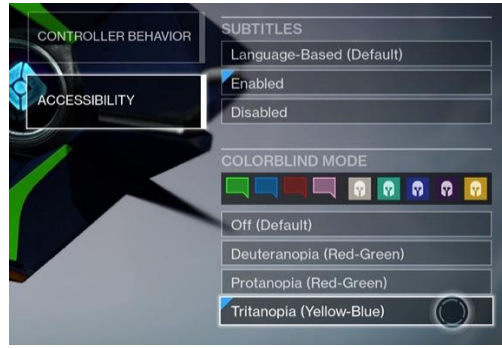 CONTROLLER BEHAVIOR
ACCESSIBILITY
SUBTITLES
Language-Based (Default)
Enabled
Disabled
COLORBLIND MODE
Off (Default)
Deuteranopia (Red-Green)
Protanopia (Red-Green)
Tritanopia (Yellow-Blue)